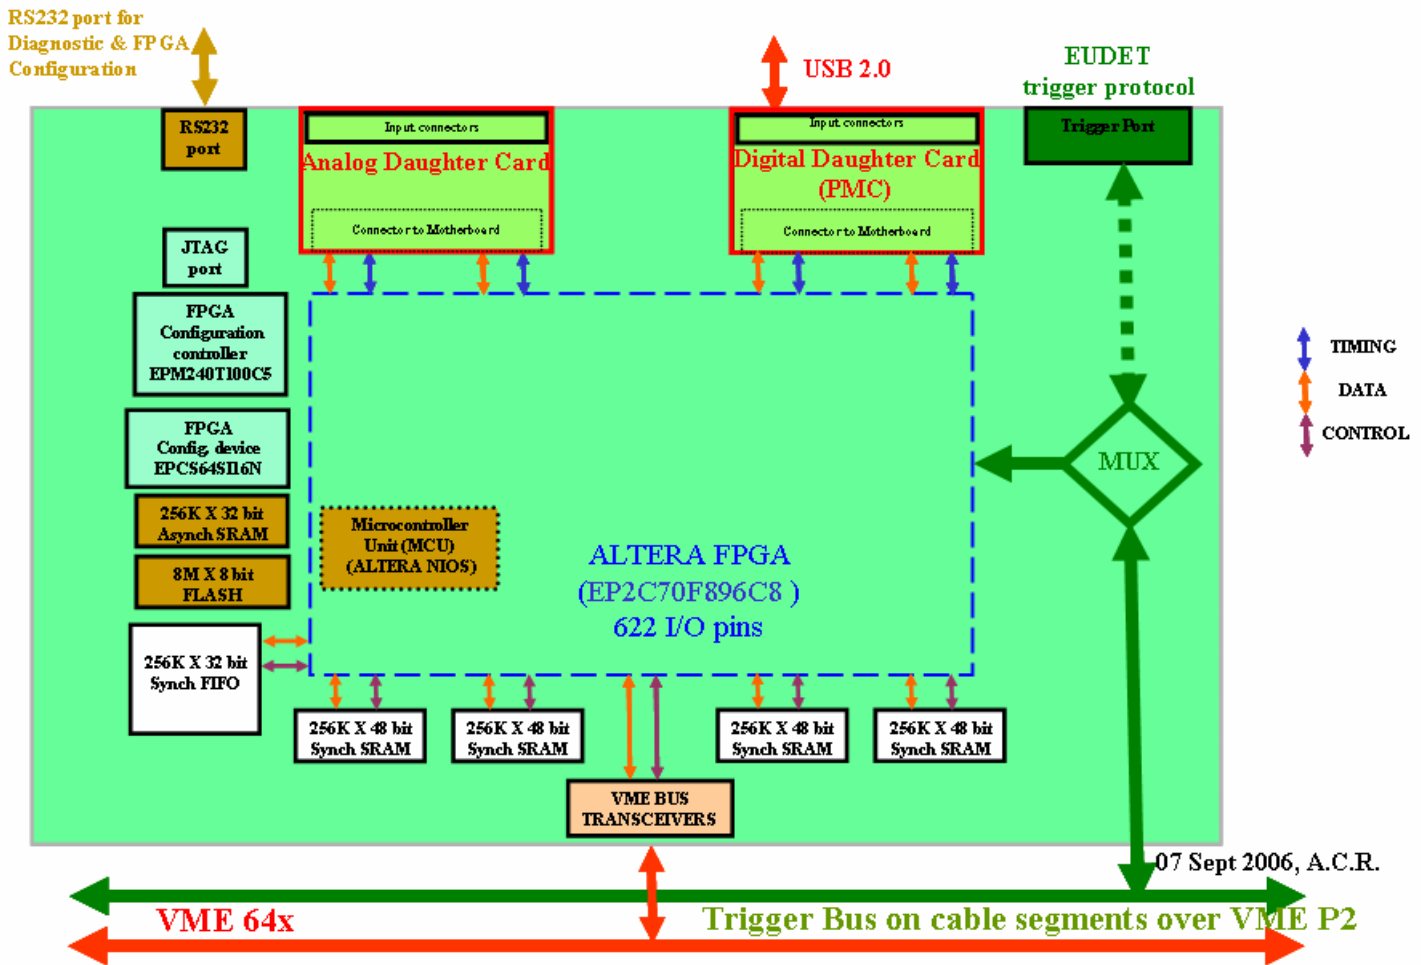 RS232 port for
Diagnostic & FPGA
Configuration
USB 2.0
EUDET
trigger protocol
RS232
port
Input connectors
Analog Daughter Card
Connector to Motherboard
Input connectors
Digital Daughter Card
(PMC)
Connector to Motherboard
Trigger Port
JTAG
port
FPGA
Configuration
controller
EPM240T100C5
FPGA
Config. device
EPCS64SI16N
256K X 32 bit
Asynch SRAM
8M X 8 bit
FLASH
256K X 32 bit
Synch FIFO
Microcontroller
Unit (MCU)
(ALTERA NIOS)
ALTERA FPGA
(EP2C70F896C8 )
622 I/O pins
MUX
TIMING
DATA
CONTROL
256K X 48 bit
Synch SRAM
256K X 48 bit
Synch SRAM
256K X 48 bit
Synch SRAM
256K X 48 bit
Synch SRAM
VME BUS
TRANSCEIVERS
07 Sept 2006, A.C.R.
VME 64x
Trigger Bus on cable segments over VME P2